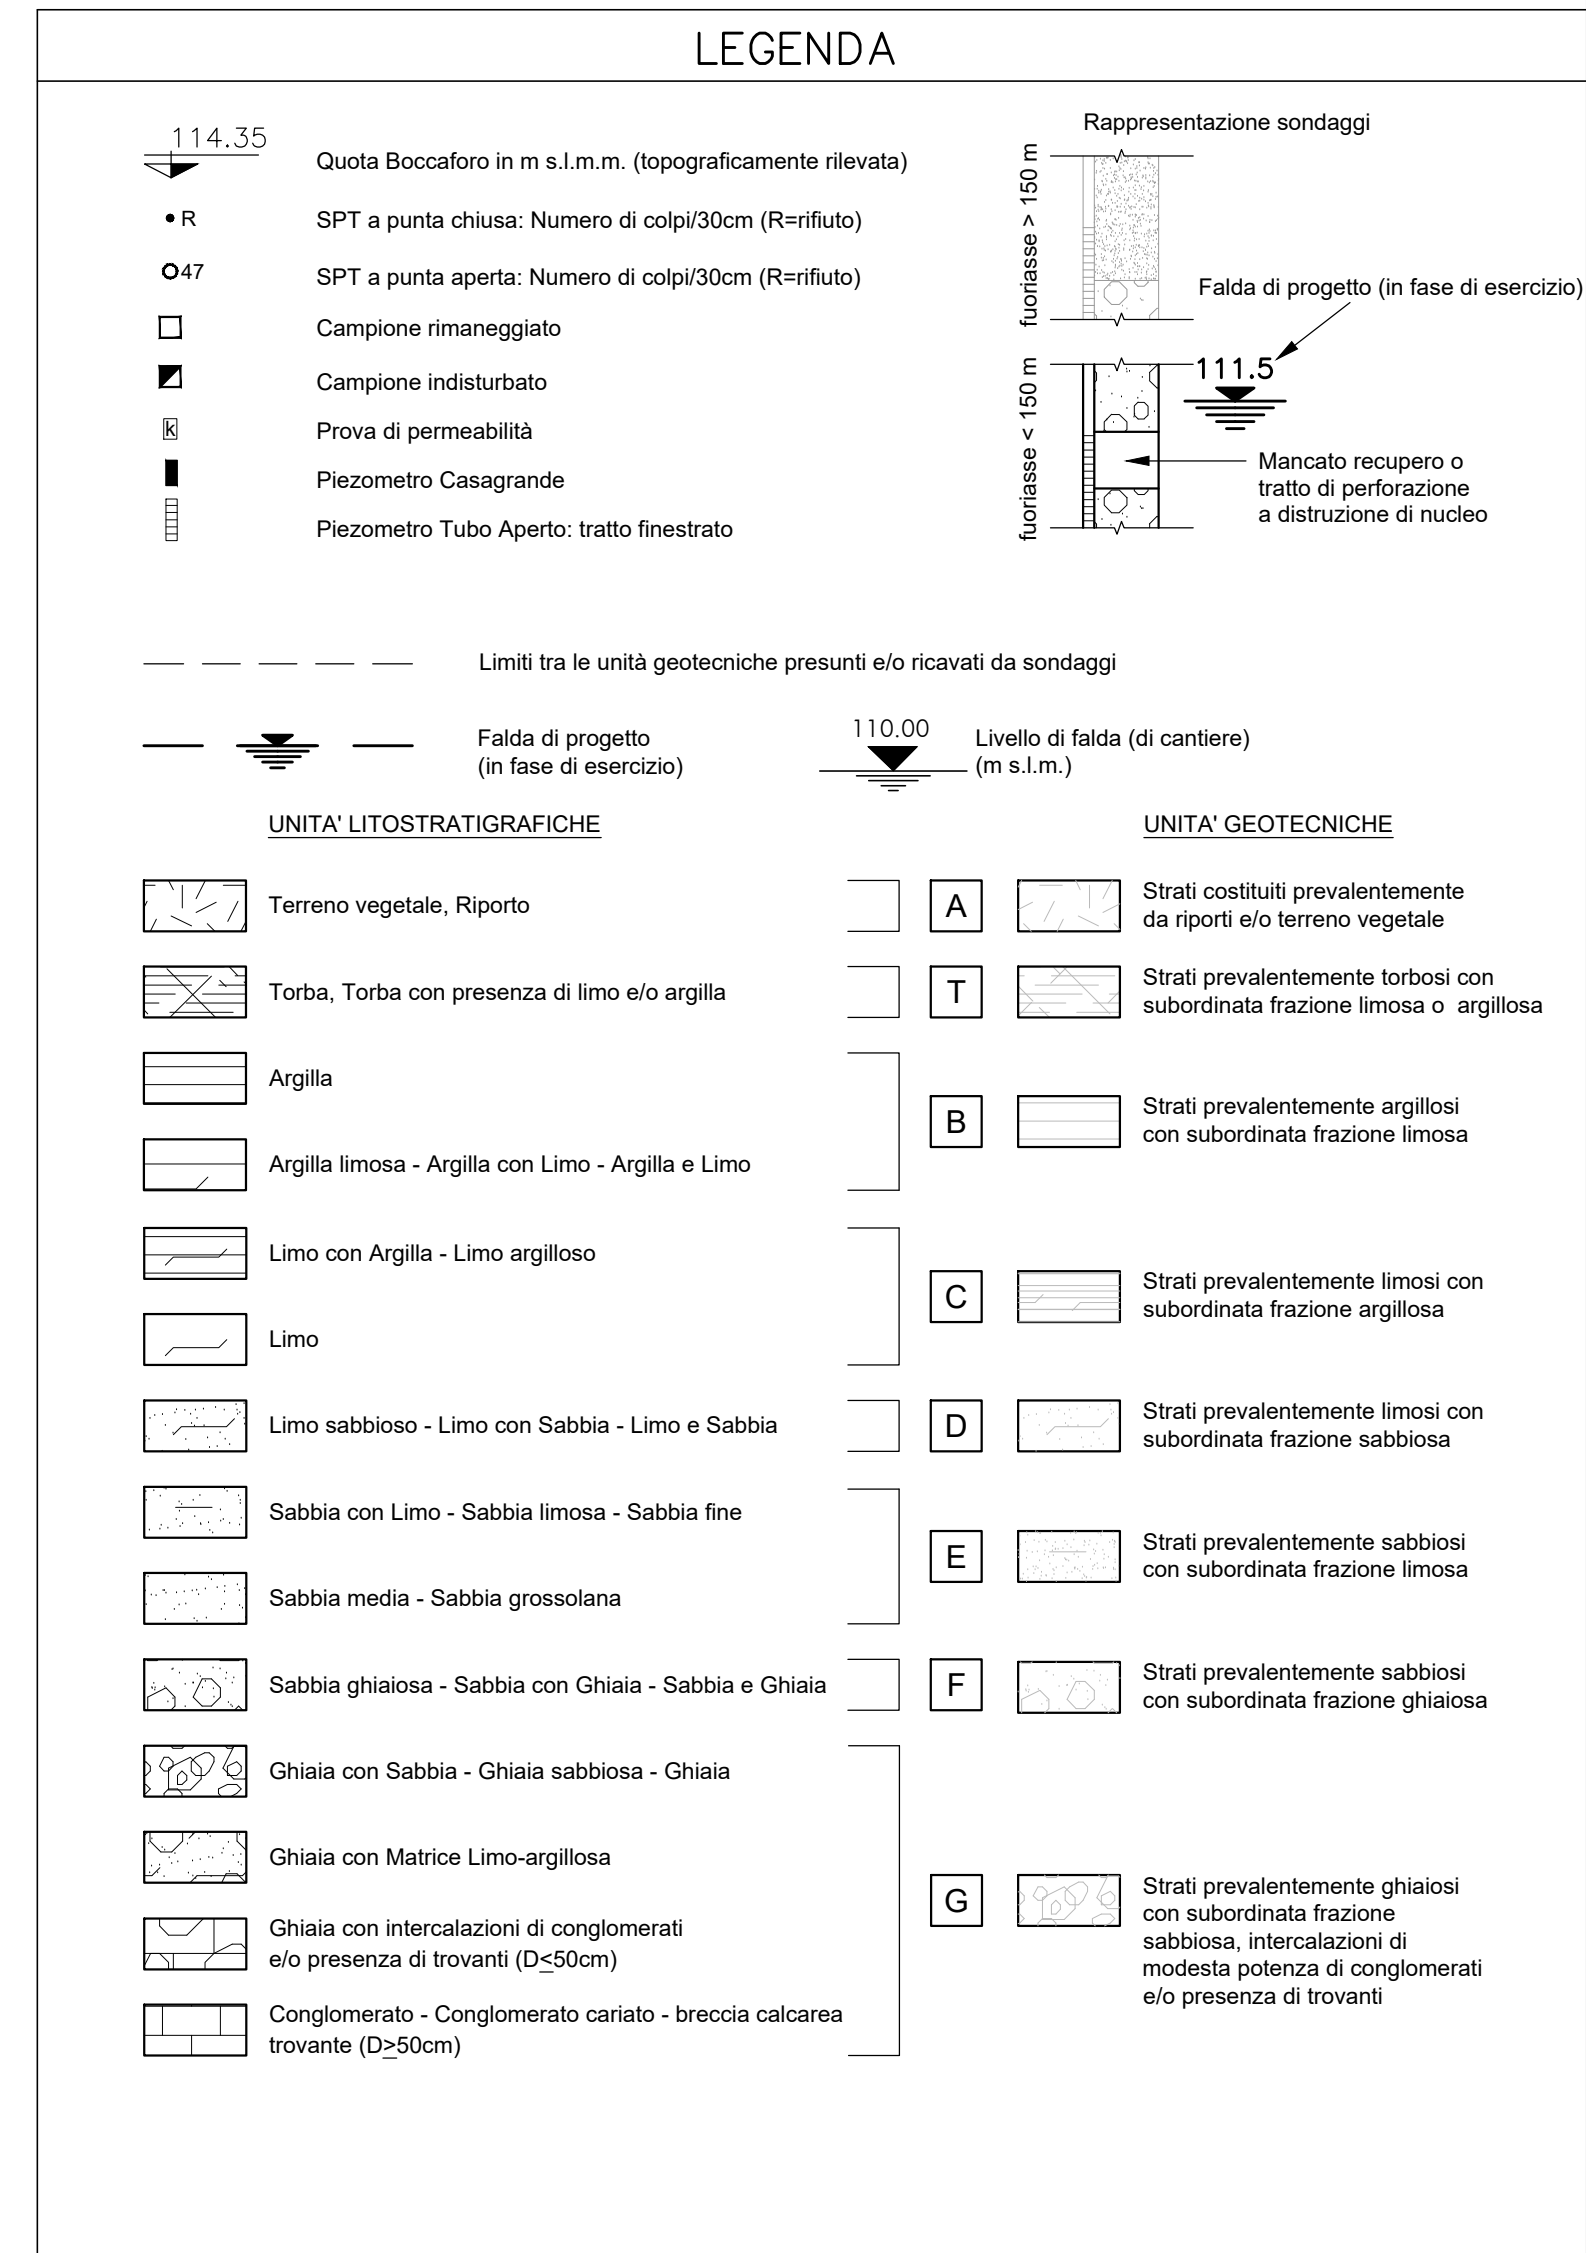 LEGENDA
114.35
Quota Boccaforo in m s.l.m.m. (topograficamente rilevata)
R
SPT a punta chiusa: Numero di colpi/30cm (R=rifiuto)
47
SPT a punta aperta: Numero di colpi/30cm (R=rifiuto)
Campione rimaneggiato
Campione indisturbato
k
Prova di permeabilità
Piezometro Casagrande
Piezometro Tubo Aperto: tratto finestrato
Rappresentazione sondaggi
fuoriasse > 150 m
Falda di progetto (in fase di esercizio)
111.5
fuoriasse < 150 m
Mancato recupero o
tratto di perforazione
a distruzione di nucleo
Limiti tra le unità geotecniche presunti e/o ricavati da sondaggi
Falda di progetto
(in fase di esercizio)
110.00
Livello di falda (di cantiere)
(m s.l.m.)
UNITA' LITOSTRATIGRAFICHE
UNITA' GEOTECNICHE
Terreno vegetale, Riporto
A
Strati costituiti prevalentemente
da riporti e/o terreno vegetale
Torba, Torba con presenza di limo e/o argilla
T
Strati prevalentemente torbosi con
subordinata frazione limosa o argillosa
Argilla
Argilla limosa - Argilla con Limo - Argilla e Limo
B
Strati prevalentemente argillosi
con subordinata frazione limosa
Limo con Argilla - Limo argilloso
Limo
C
Strati prevalentemente limosi con
subordinata frazione argillosa
Limo sabbioso - Limo con Sabbia - Limo e Sabbia
D
Strati prevalentemente limosi con
subordinata frazione sabbiosa
Sabbia con Limo - Sabbia limosa - Sabbia fine
Sabbia media - Sabbia grossolana
E
Strati prevalentemente sabbiosi
con subordinata frazione limosa
Sabbia ghiaiosa - Sabbia con Ghiaia - Sabbia e Ghiaia
F
Strati prevalentemente sabbiosi
con subordinata frazione ghiaiosa
Ghiaia con Sabbia - Ghiaia sabbiosa - Ghiaia
Ghiaia con Matrice Limo-argillosa
Ghiaia con intercalazioni di conglomerati
e/o presenza di trovanti (D≤50cm)
Conglomerato - Conglomerato cariato - breccia calcarea
trovante (D≥50cm)
G
Strati prevalentemente ghiaiosi
con subordinata frazione
sabbiosa, intercalazioni di
modesta potenza di conglomerati
e/o presenza di trovanti